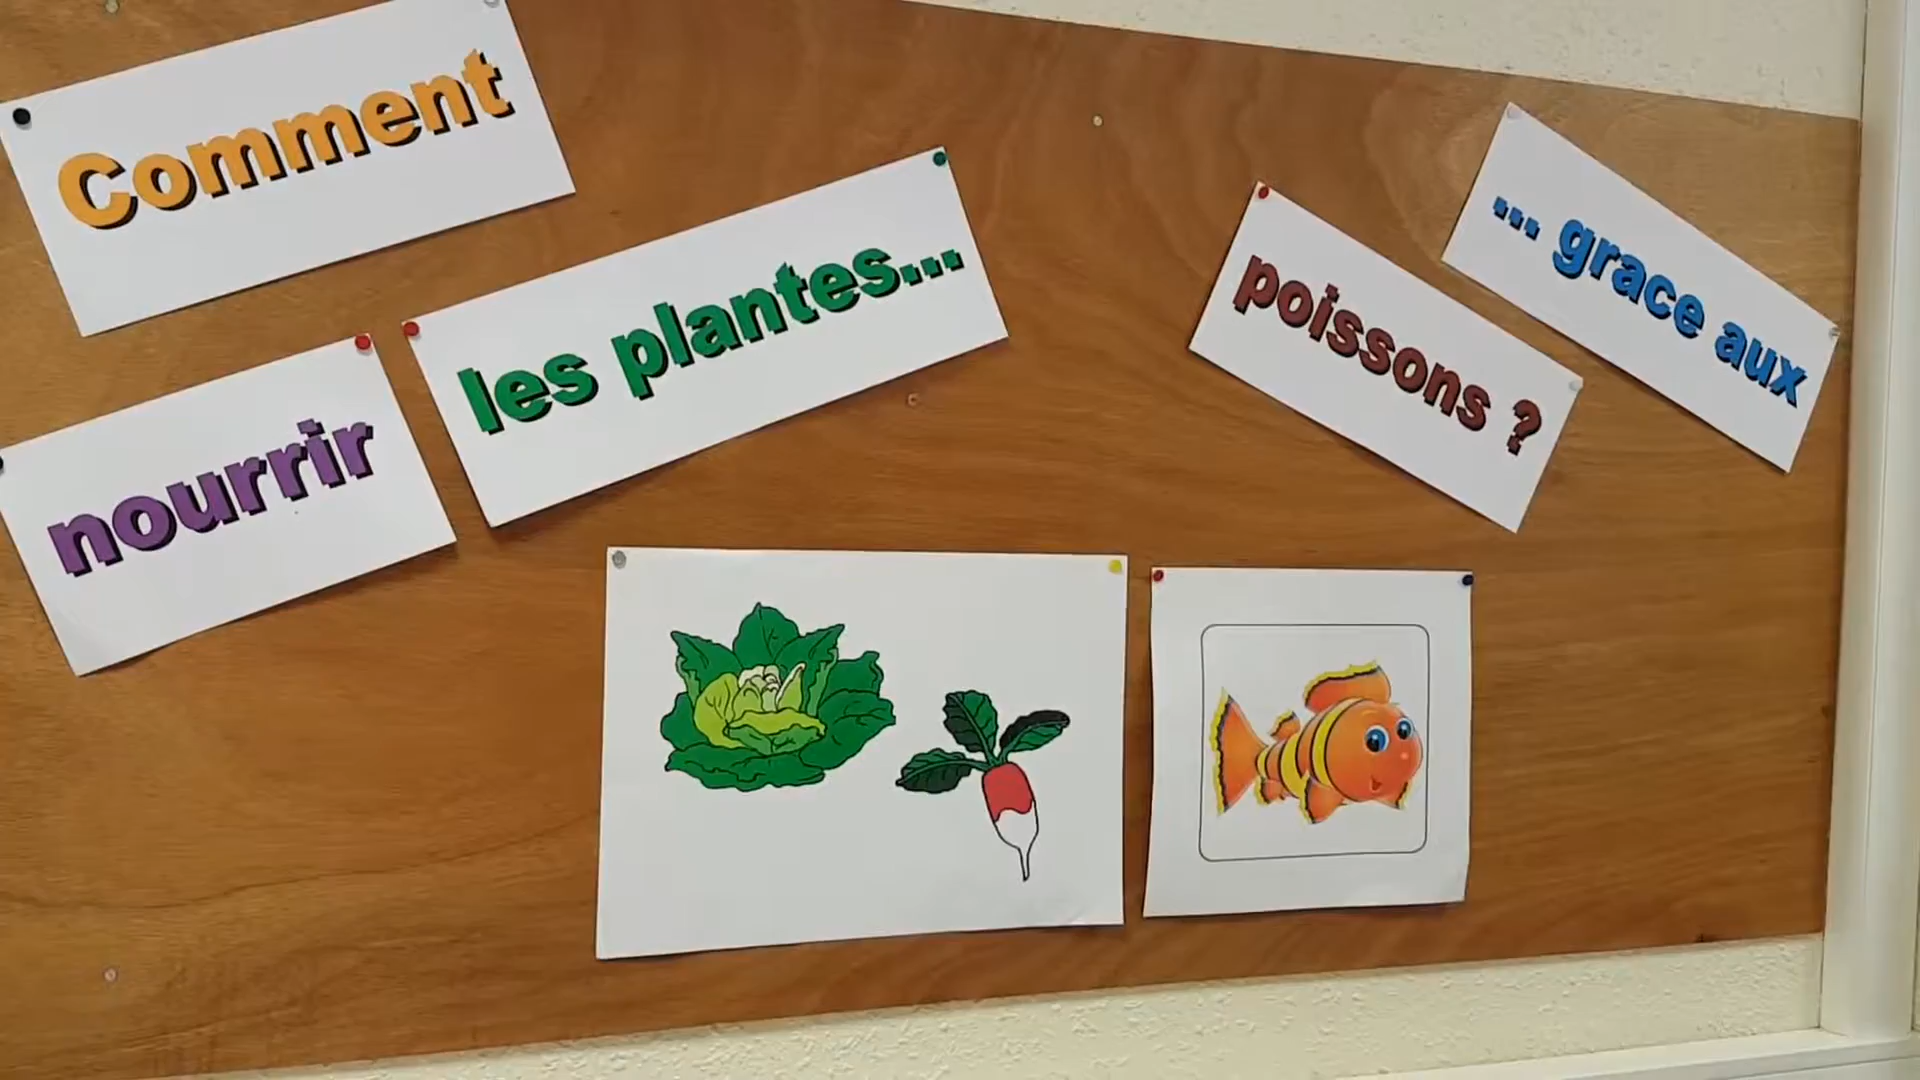 Comment
nourrir
les plantes...
... grace aux
poissons ?